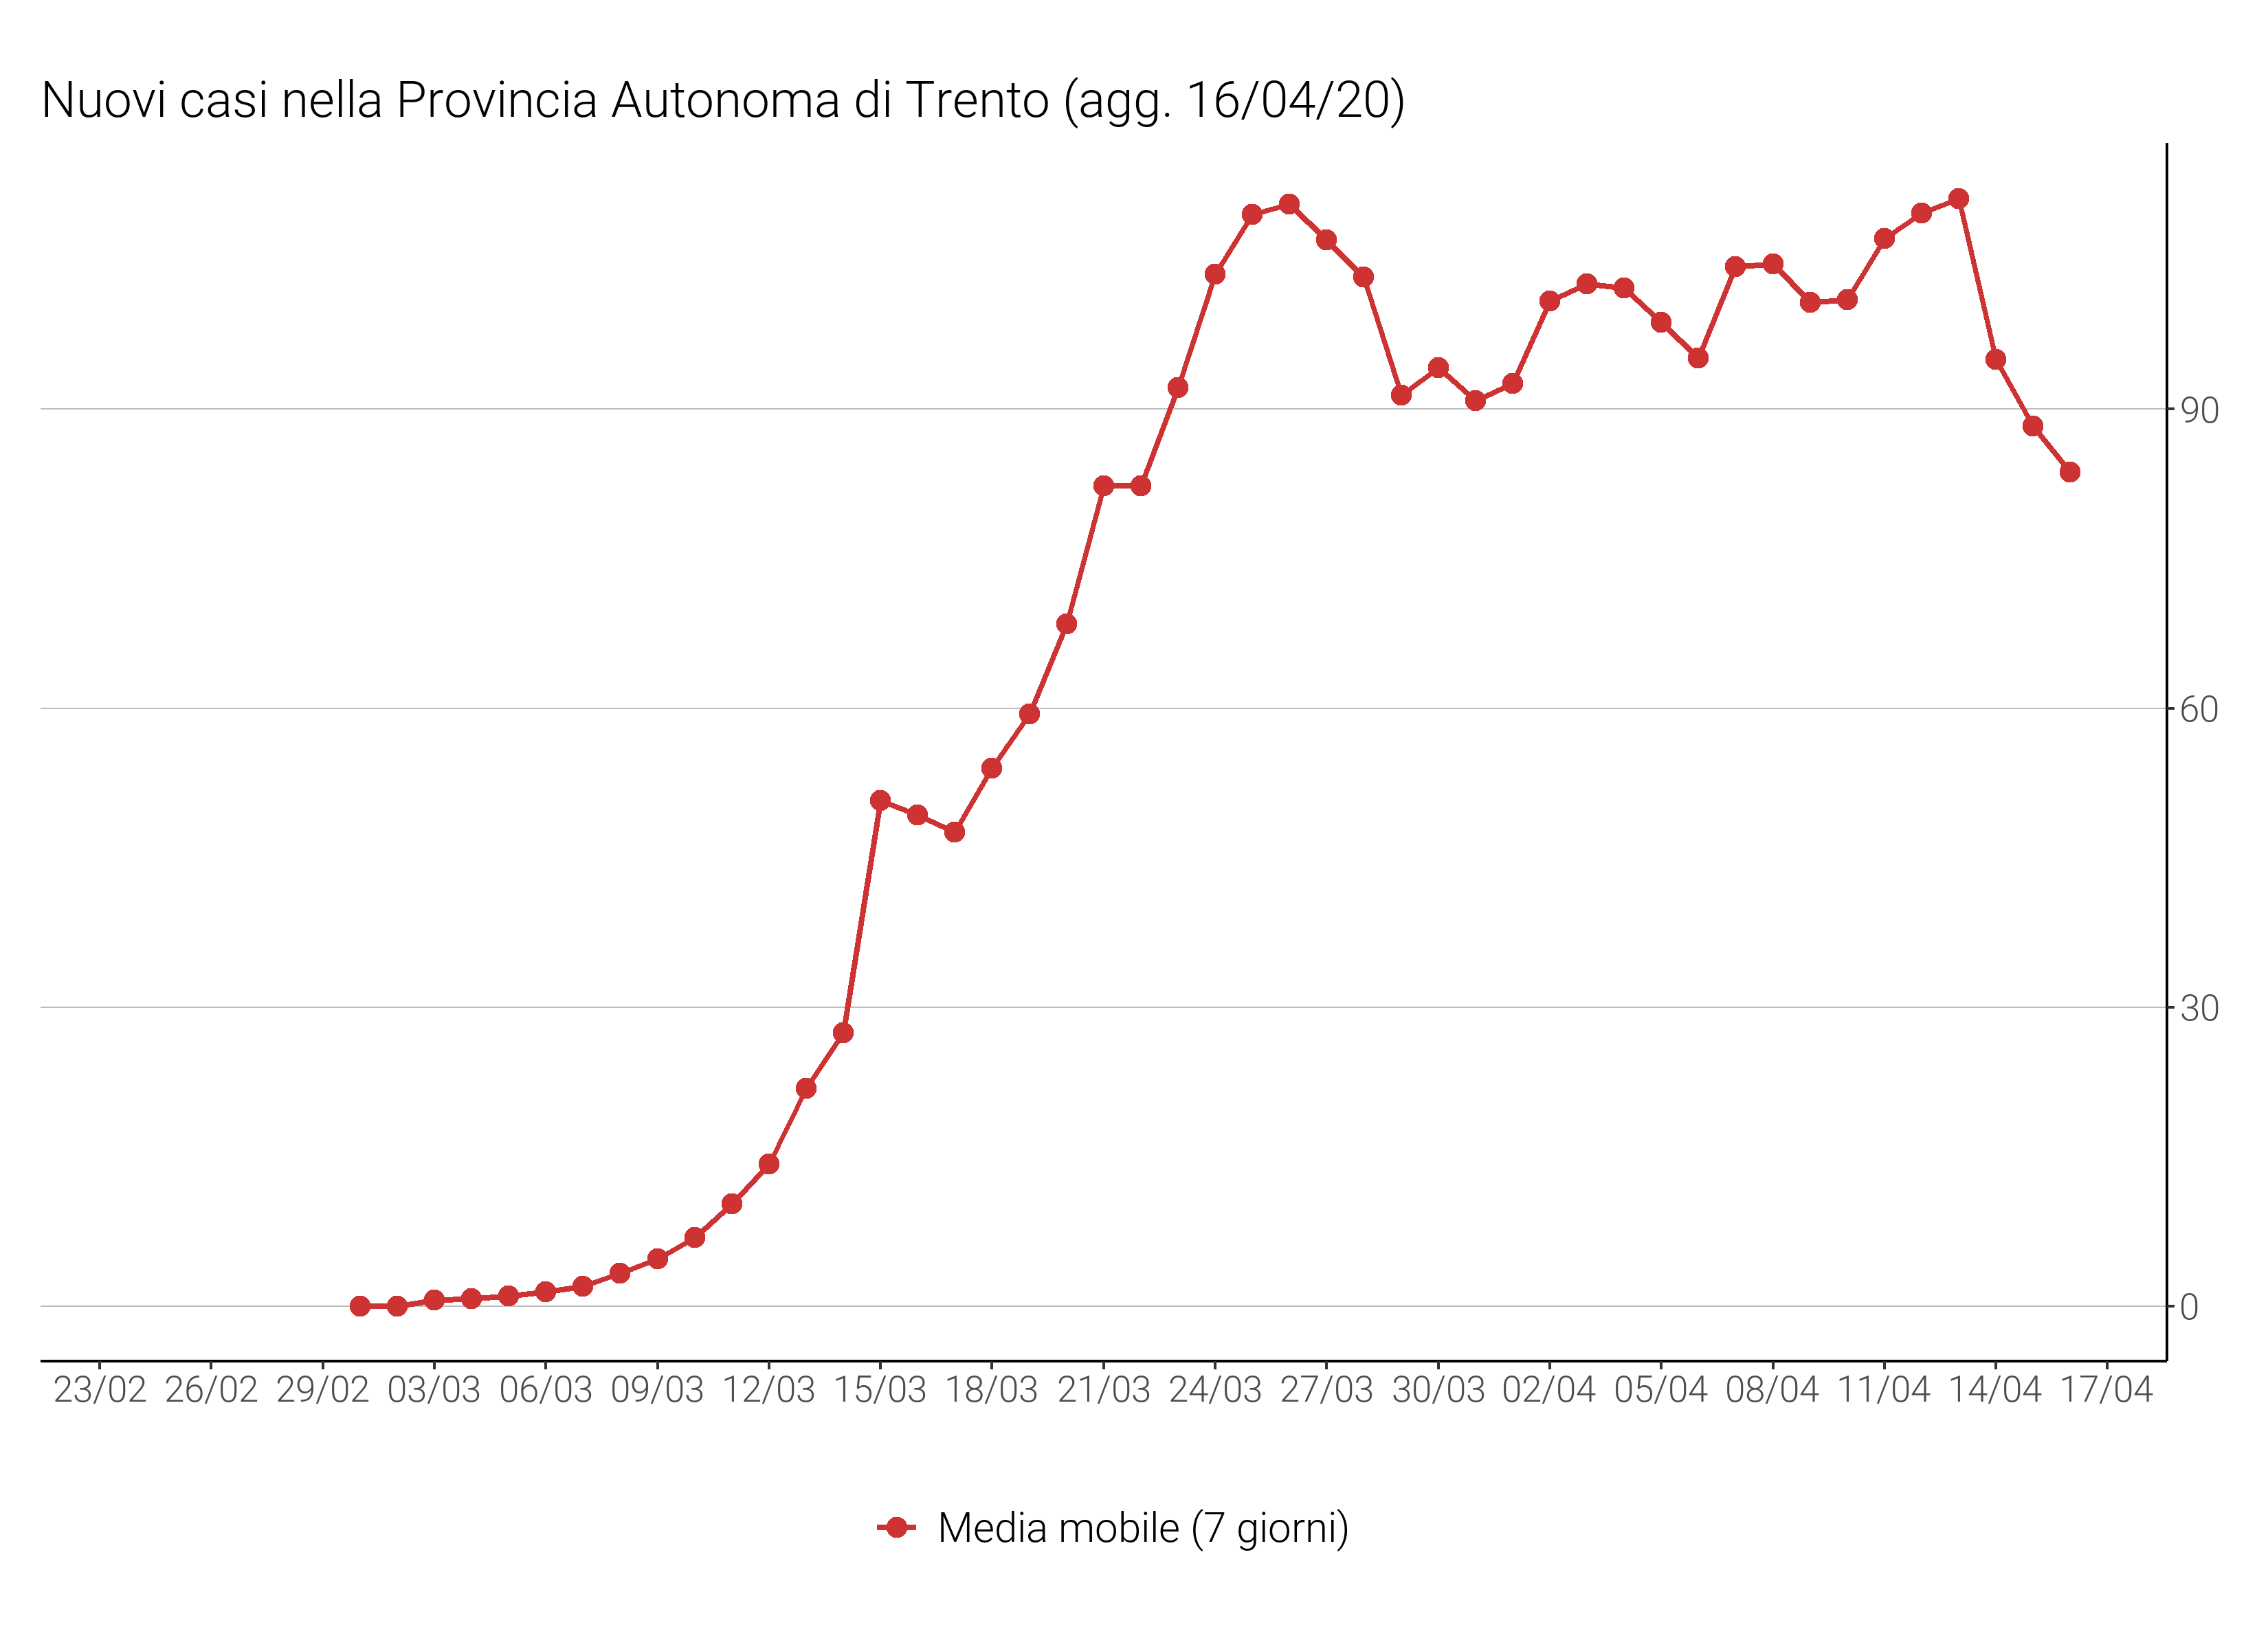 Nuovi casi nella Provincia Autonoma di Trento (agg. 16/04/20)
90
60
30
0
23/02 26/02 29/02 03/03 06/03 09/03 12/03 15/03 18/03 21/03 24/03 27/03 30/03 02/04 05/04 08/04 11/04 14/04 17/04
Media mobile (7 giorni)